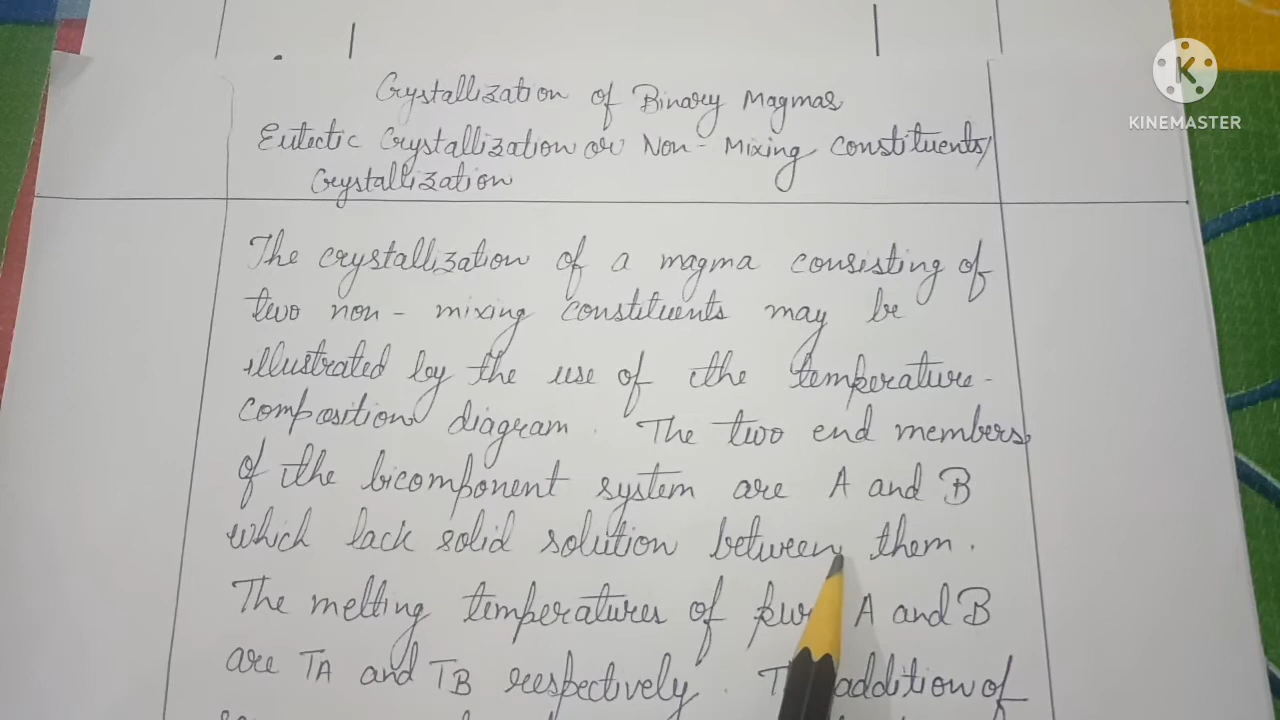 Crystallization of Binary Magmas
Eutectic Crystallization or Non-Mixing Constituents/
Crystallization
The crystallization of a magma consisting of
two non-mixing constituents may be
illustrated by the use of the temperature-
composition diagram. The two end members
of the bicomponent system are A and B
which lack solid solution between them.
The melting temperatures of A and B
are TA and TB respectively. addition of
K
KINEMASTER